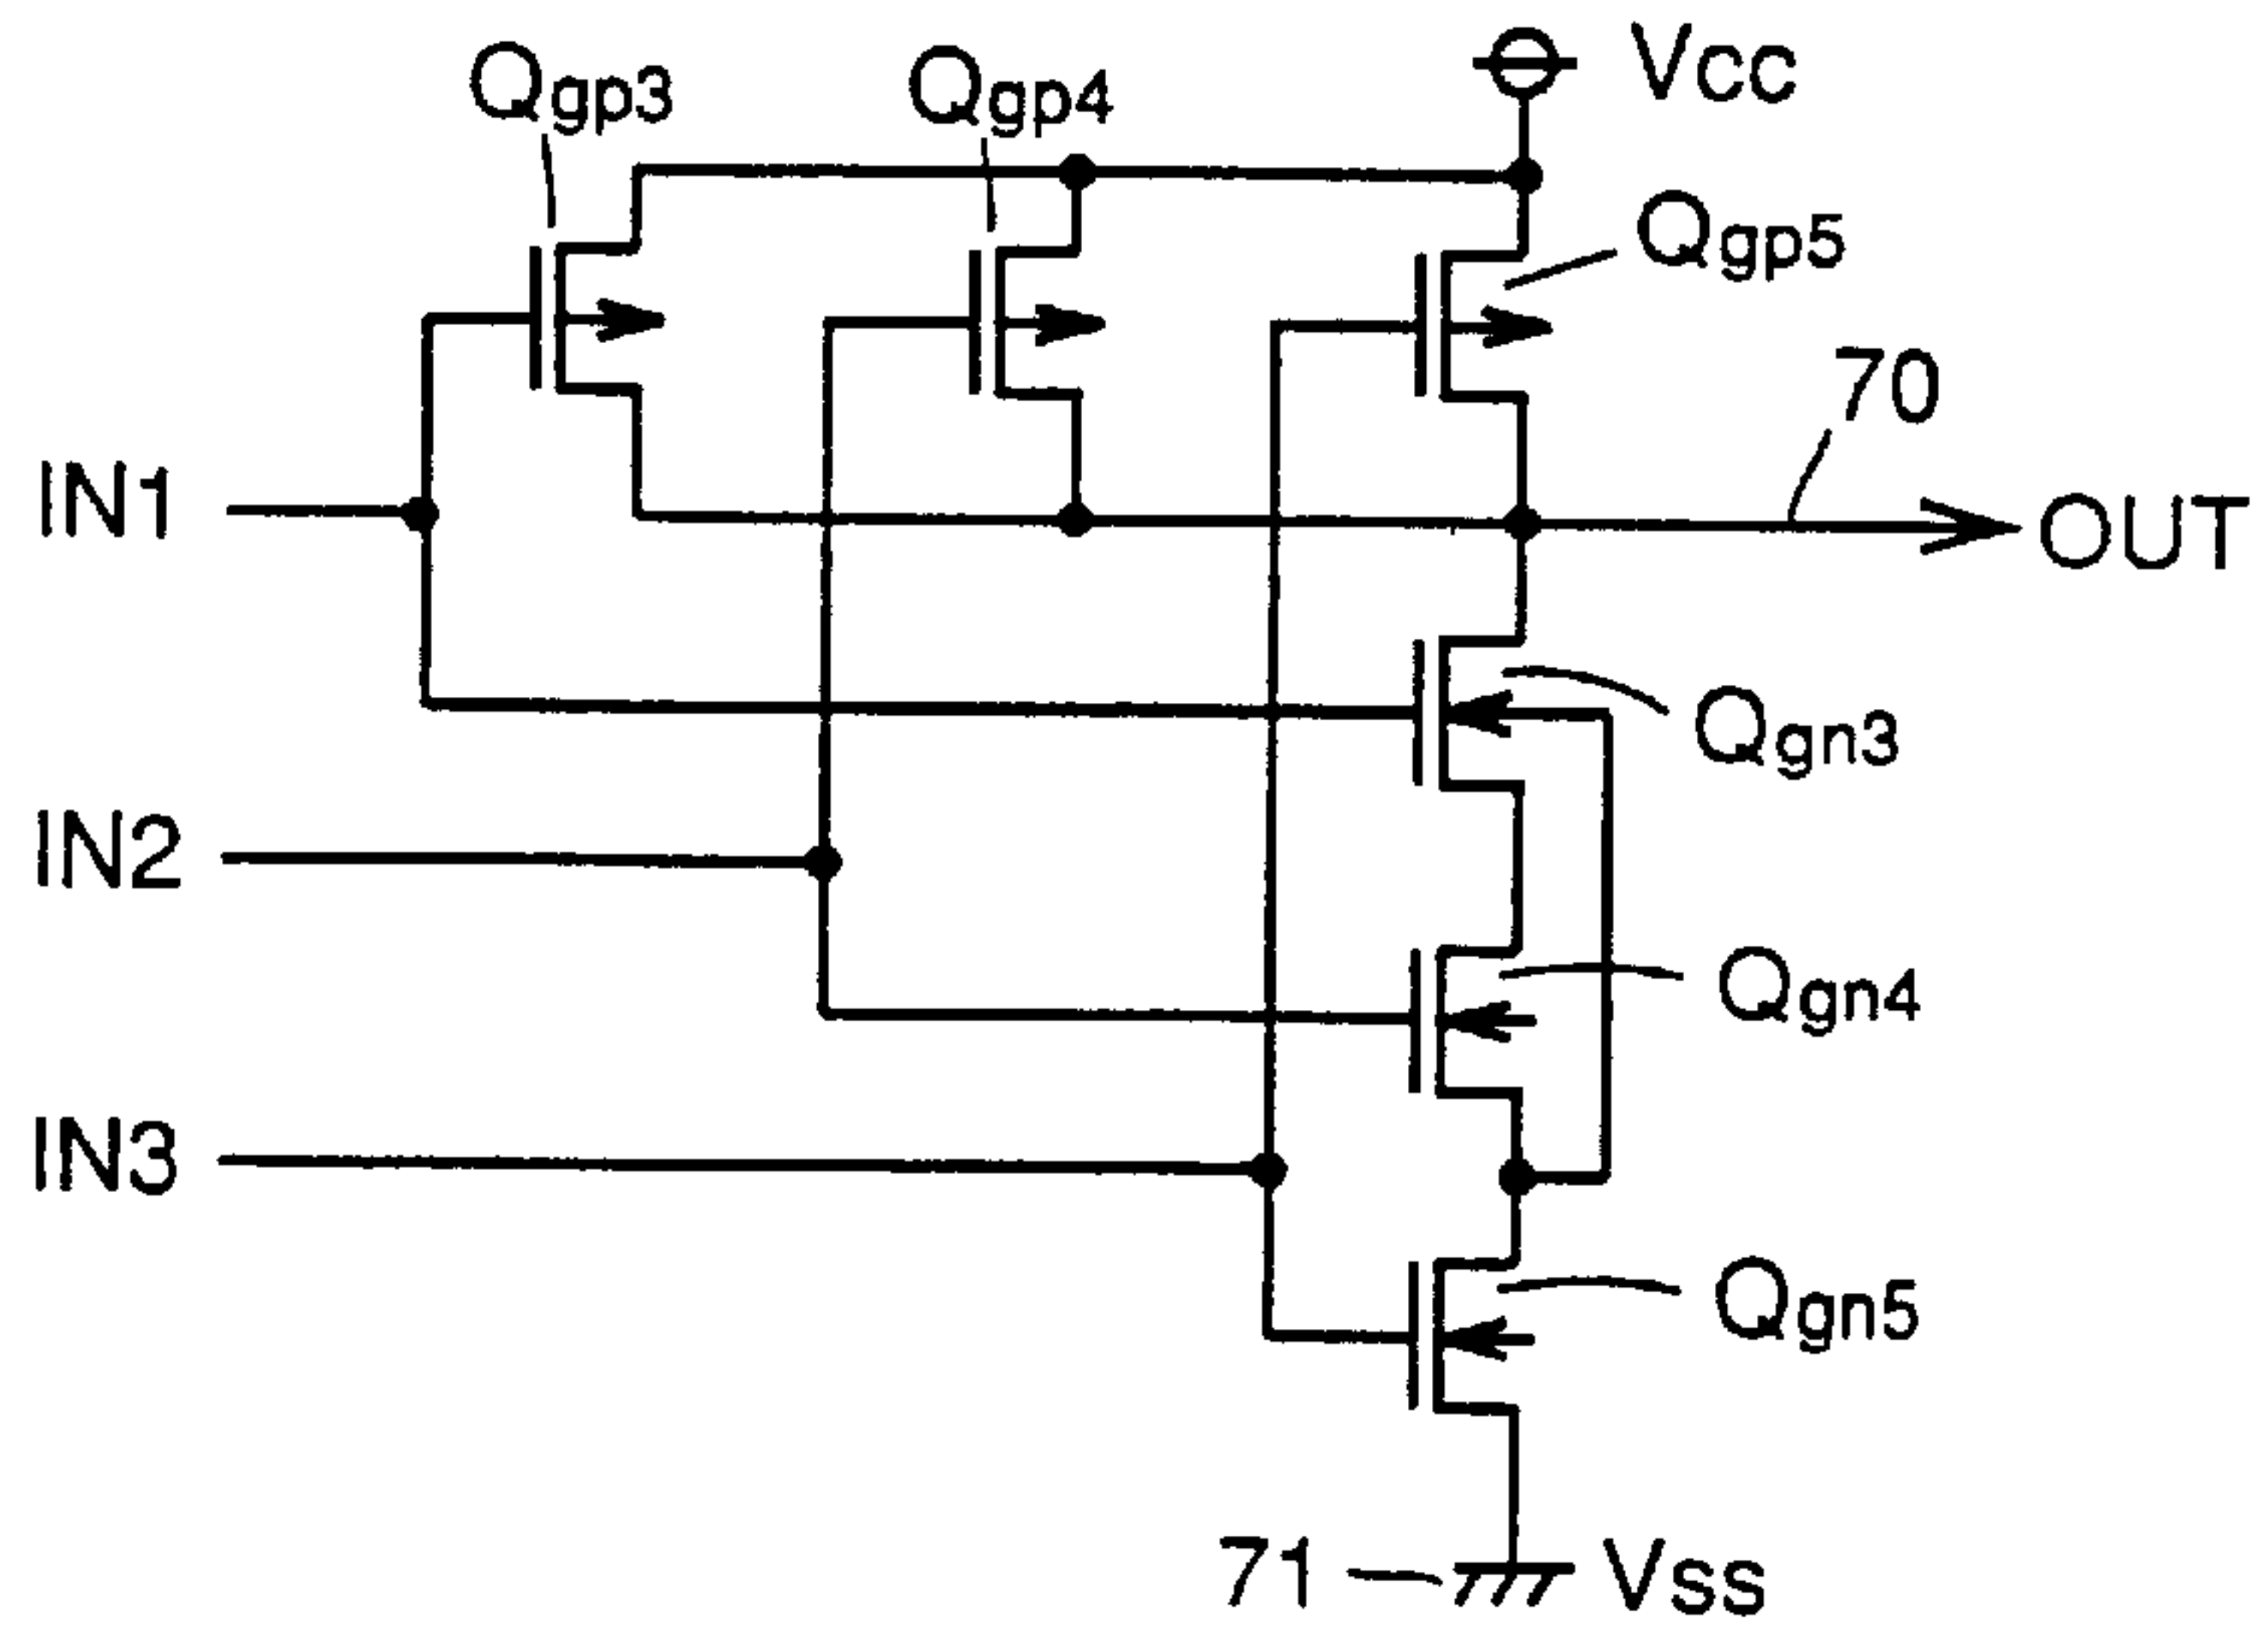 Qgp3
Qgp4
Vcc
Qgp5
70
IN1
OUT
Qgn3
IN2
Qgn4
IN3
Qgn5
71
Vss